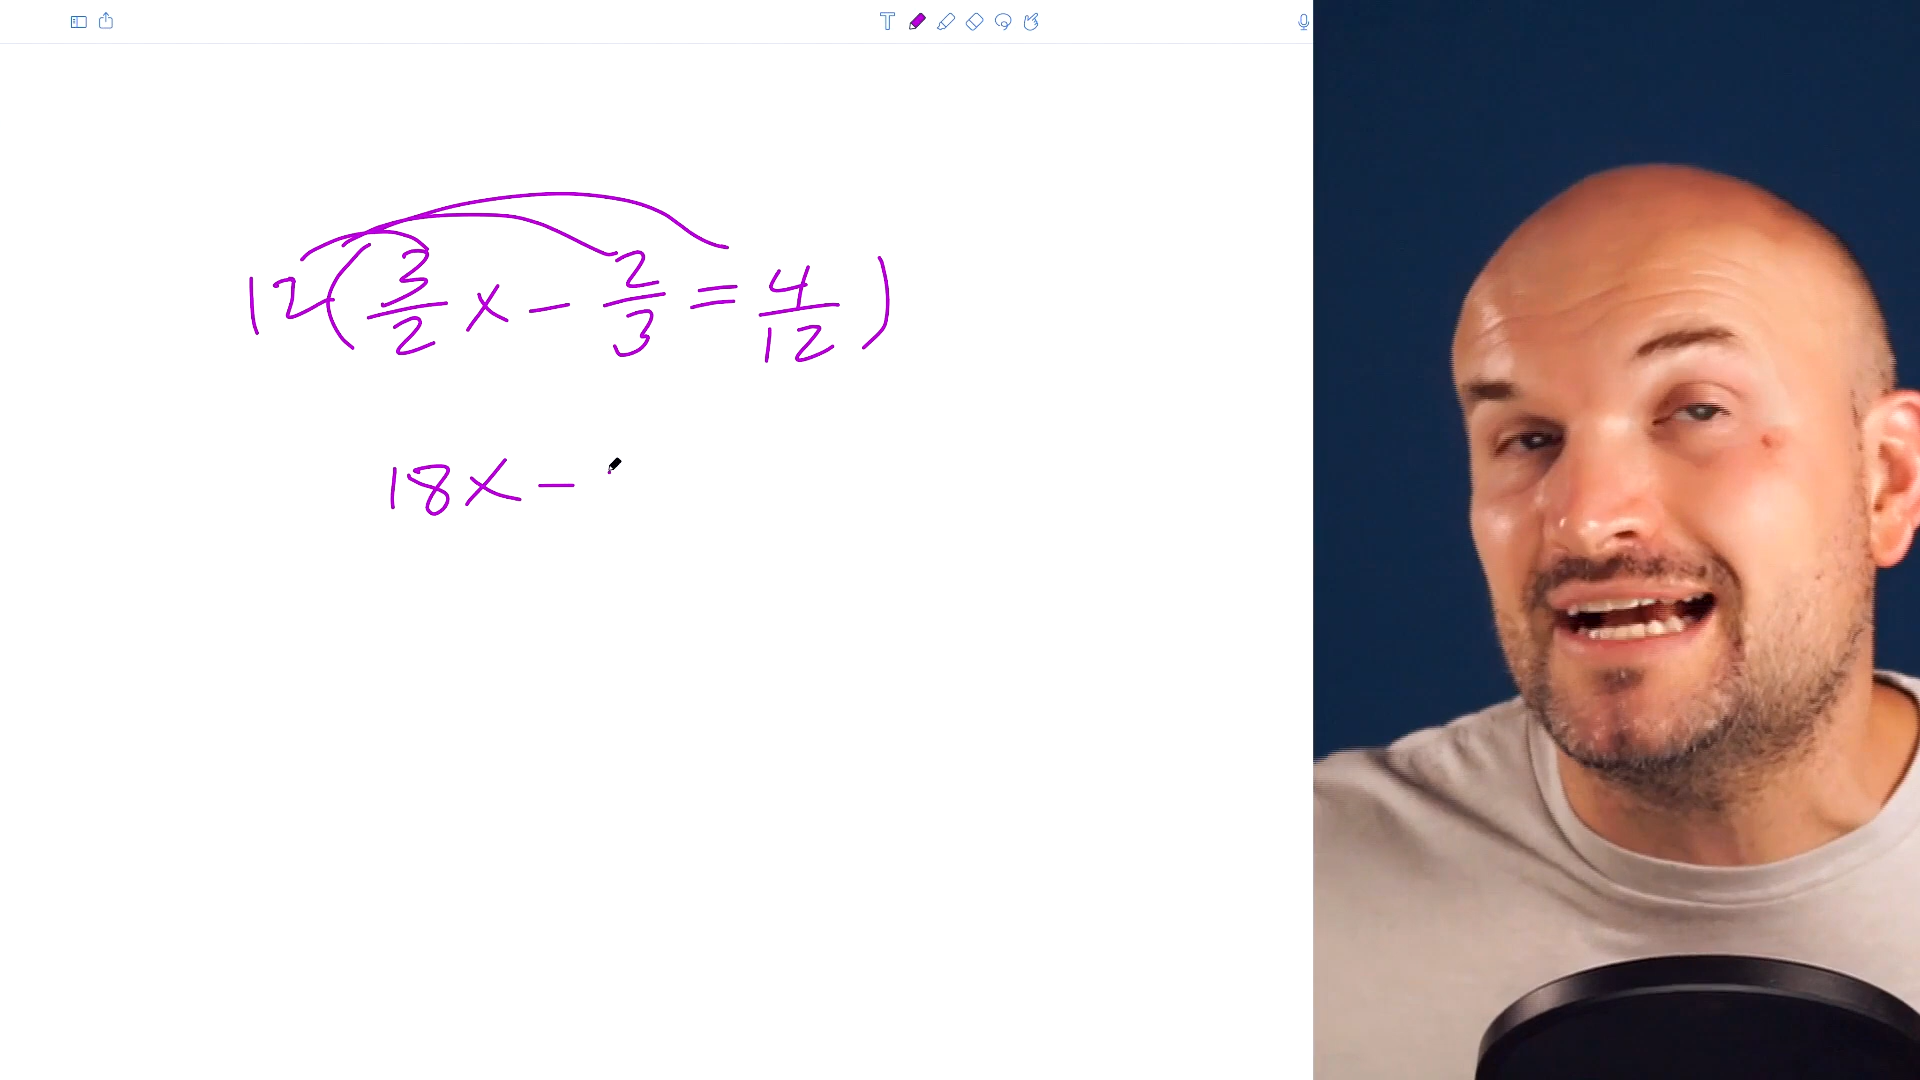 12(3/2 x - 2/3 = 4/12)
18x -